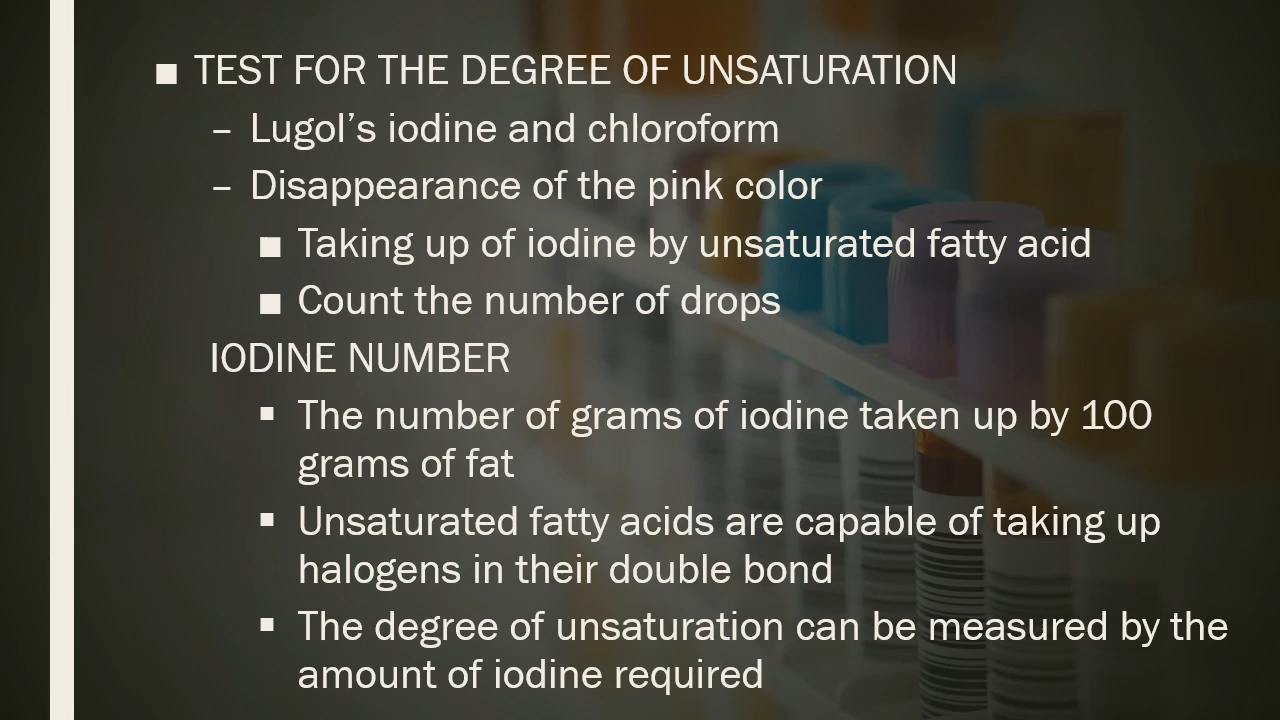 ■ TEST FOR THE DEGREE OF UNSATURATION
– Lugol’s iodine and chloroform
– Disappearance of the pink color
■ Taking up of iodine by unsaturated fatty acid
■ Count the number of drops
IODINE NUMBER
▪ The number of grams of iodine taken up by 100
grams of fat
▪ Unsaturated fatty acids are capable of taking up
halogens in their double bond
▪ The degree of unsaturation can be measured by the
amount of iodine required